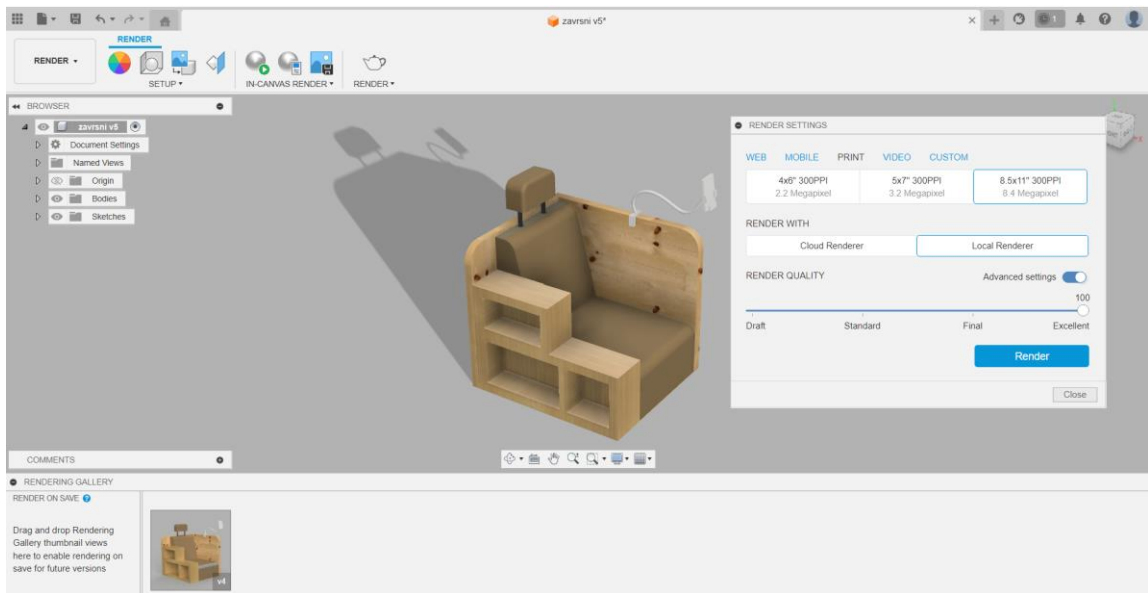 zavrsni v5*
1
RENDER
RENDER
SETUP
IN-CANVAS RENDER
RENDER
BROWSER
zavrsni v5
Document Settings
Named Views
Origin
Bodies
Sketches
RENDER SETTINGS
WEB MOBILE PRINT VIDEO CUSTOM
4x6" 300PPI 5x7" 300PPI 8.5x11" 300PPI
2.2 Megapixel 3.2 Megapixel 8.4 Megapixel
RENDER WITH
Cloud Renderer Local Renderer
RENDER QUALITY Advanced settings
100
Draft Standard Final Excellent
Render
Close
COMMENTS
RENDERING GALLERY
RENDER ON SAVE
Drag and drop Rendering
Gallery thumbnail views
here to enable rendering on
save for future versions
v4